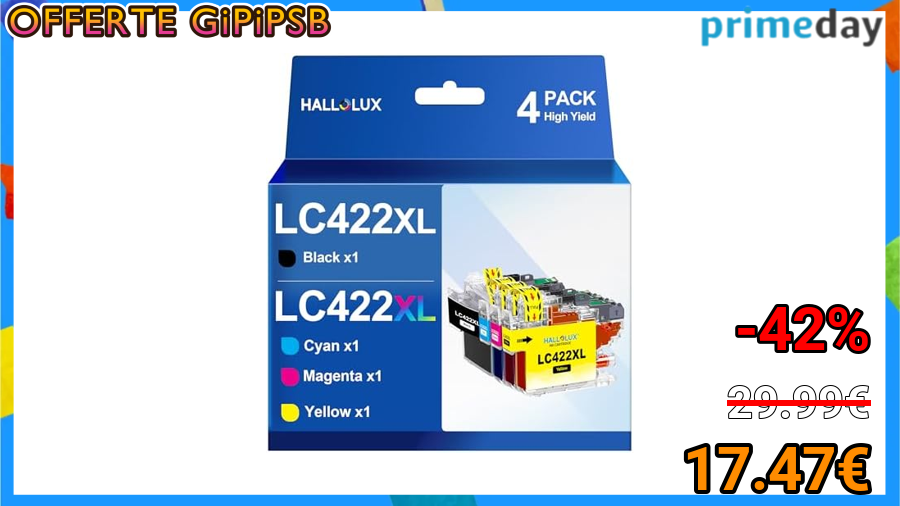 OFFERTE GiPiPSB
primeday
HALLOLUX
4 PACK
High Yield
LC422XL
Black x1
LC422XL
Cyan x1
Magenta x1
Yellow x1
LC422XL
HALLOLUX
LC422XL
Yellow
-42%
29.99€
17.47€